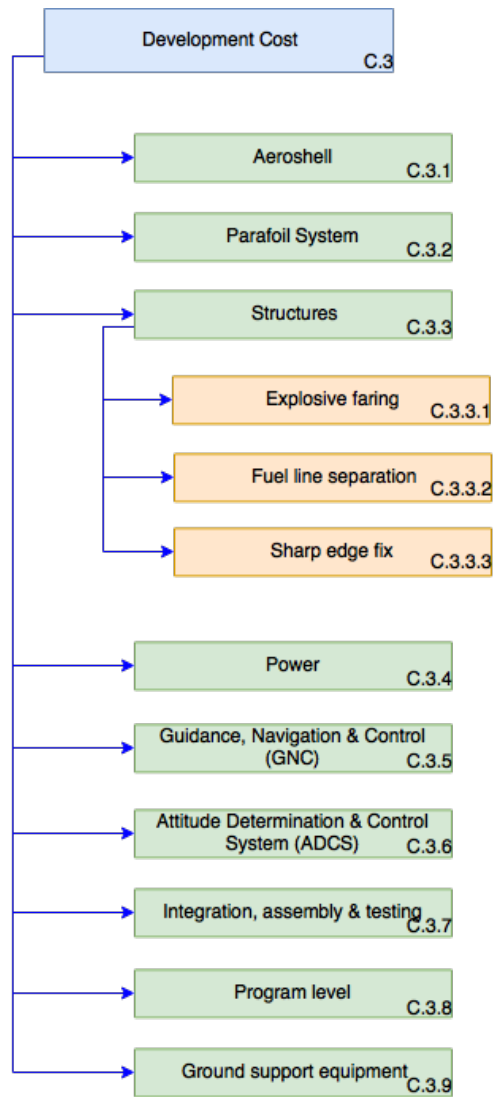 Development Cost
C.3
Aeroshell
C.3.1
Parafoil System
C.3.2
Structures
C.3.3
Explosive faring
C.3.3.1
Fuel line separation
C.3.3.2
Sharp edge fix
C.3.3.3
Power
C.3.4
Guidance, Navigation & Control
(GNC)
C.3.5
Attitude Determination & Control
System (ADCS)
C.3.6
Integration, assembly & testing
C.3.7
Program level
C.3.8
Ground support equipment
C.3.9